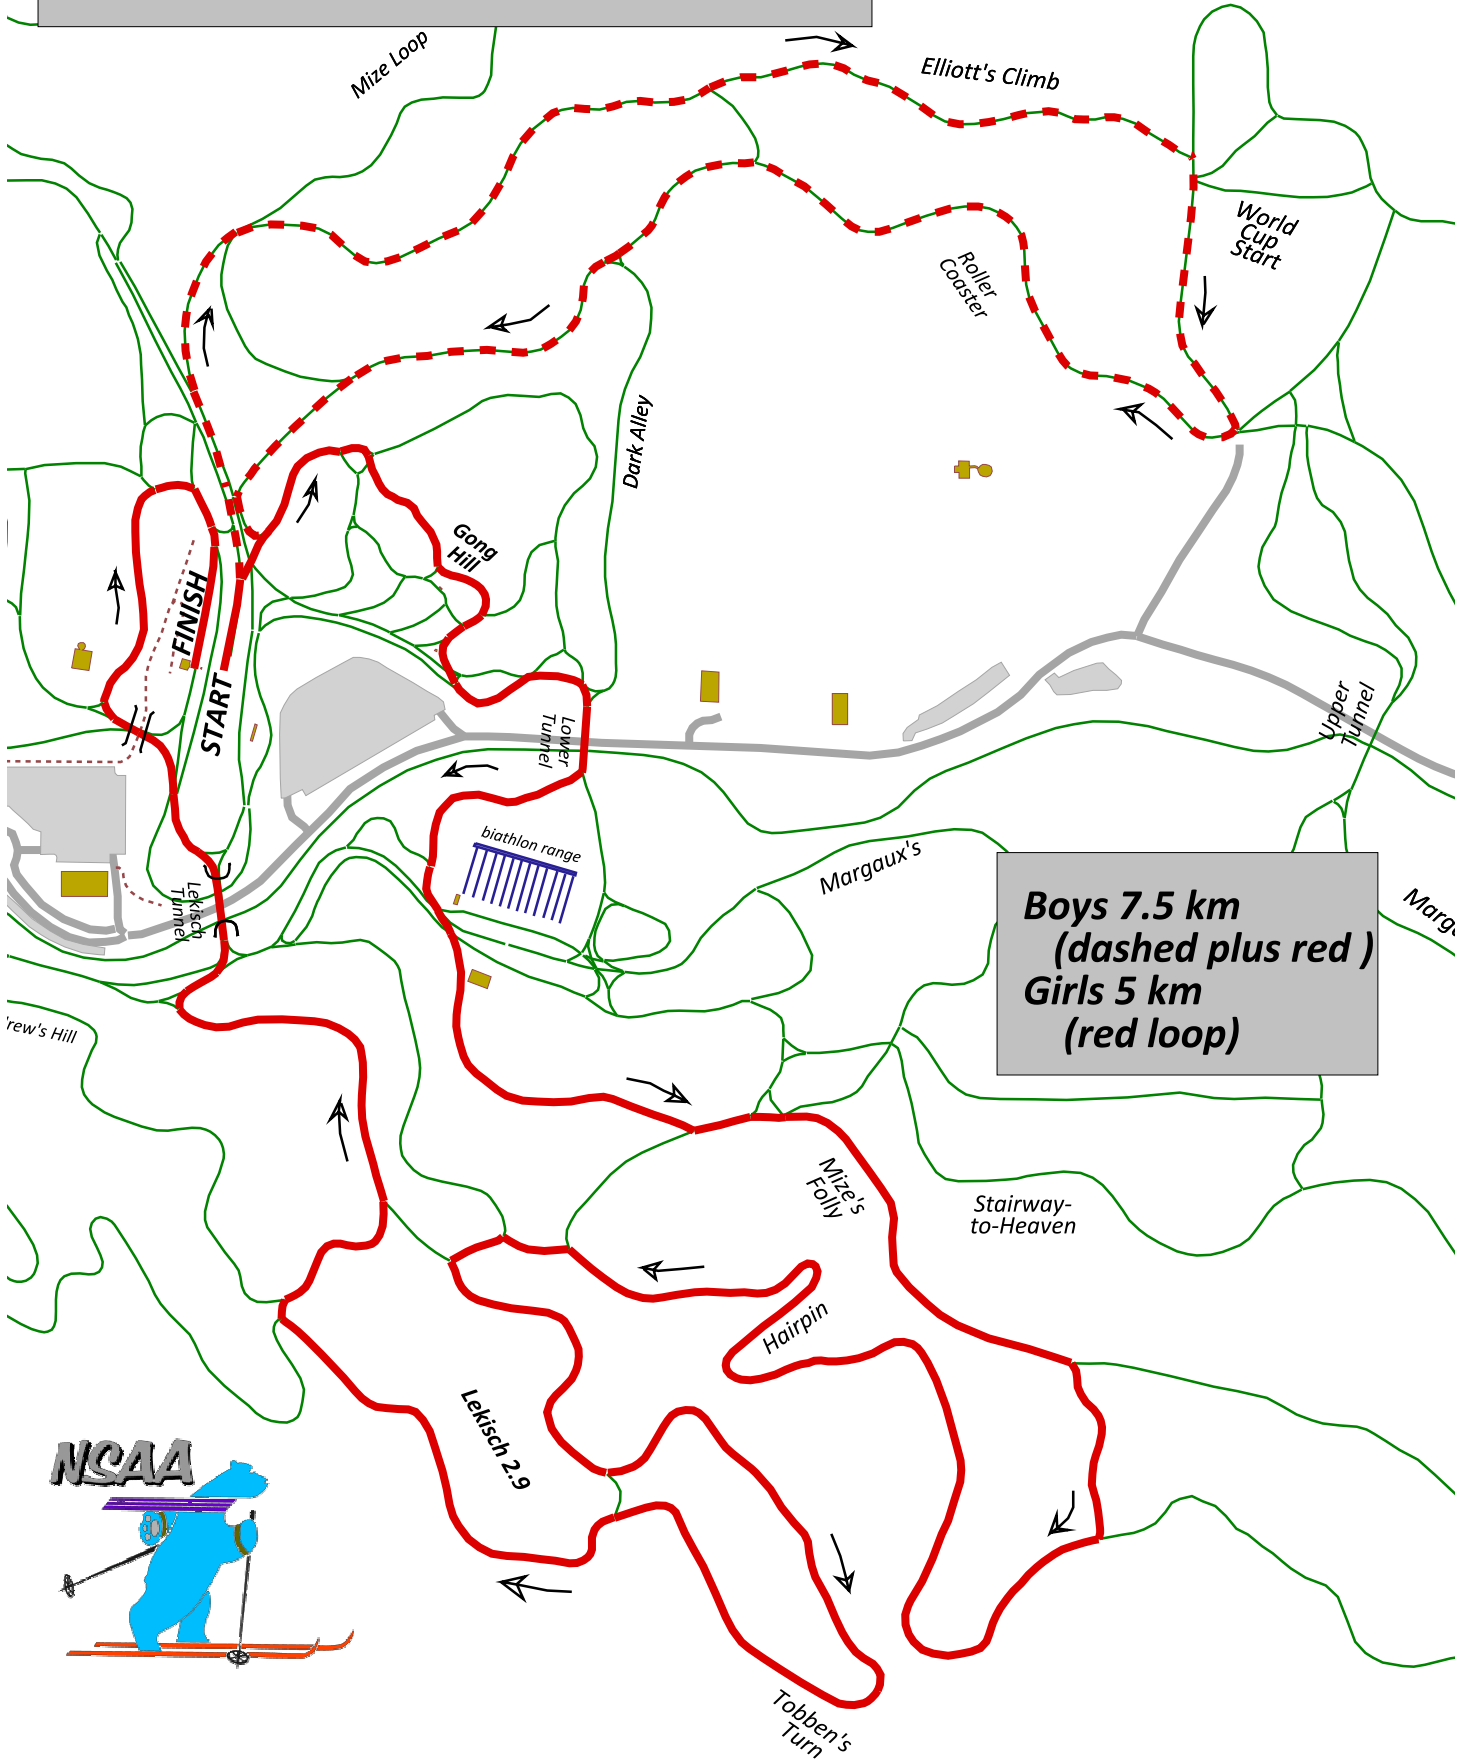 Mize Loop
Elliott's Climb
World
Cup
Start
Roller
Coaster
Dark Alley
Gong
Hill
FINISH
START
Lower
Tunnel
Upper
Tunnel
biathlon range
Margaux's
Lekisch
Tunnel
Boys 7.5 km
(dashed plus red )
Girls 5 km
(red loop)
rew's Hill
Mize's
Folly
Stairway-
to-Heaven
Hairpin
Lekisch 2.9
NSAA
Tobben's
Turn